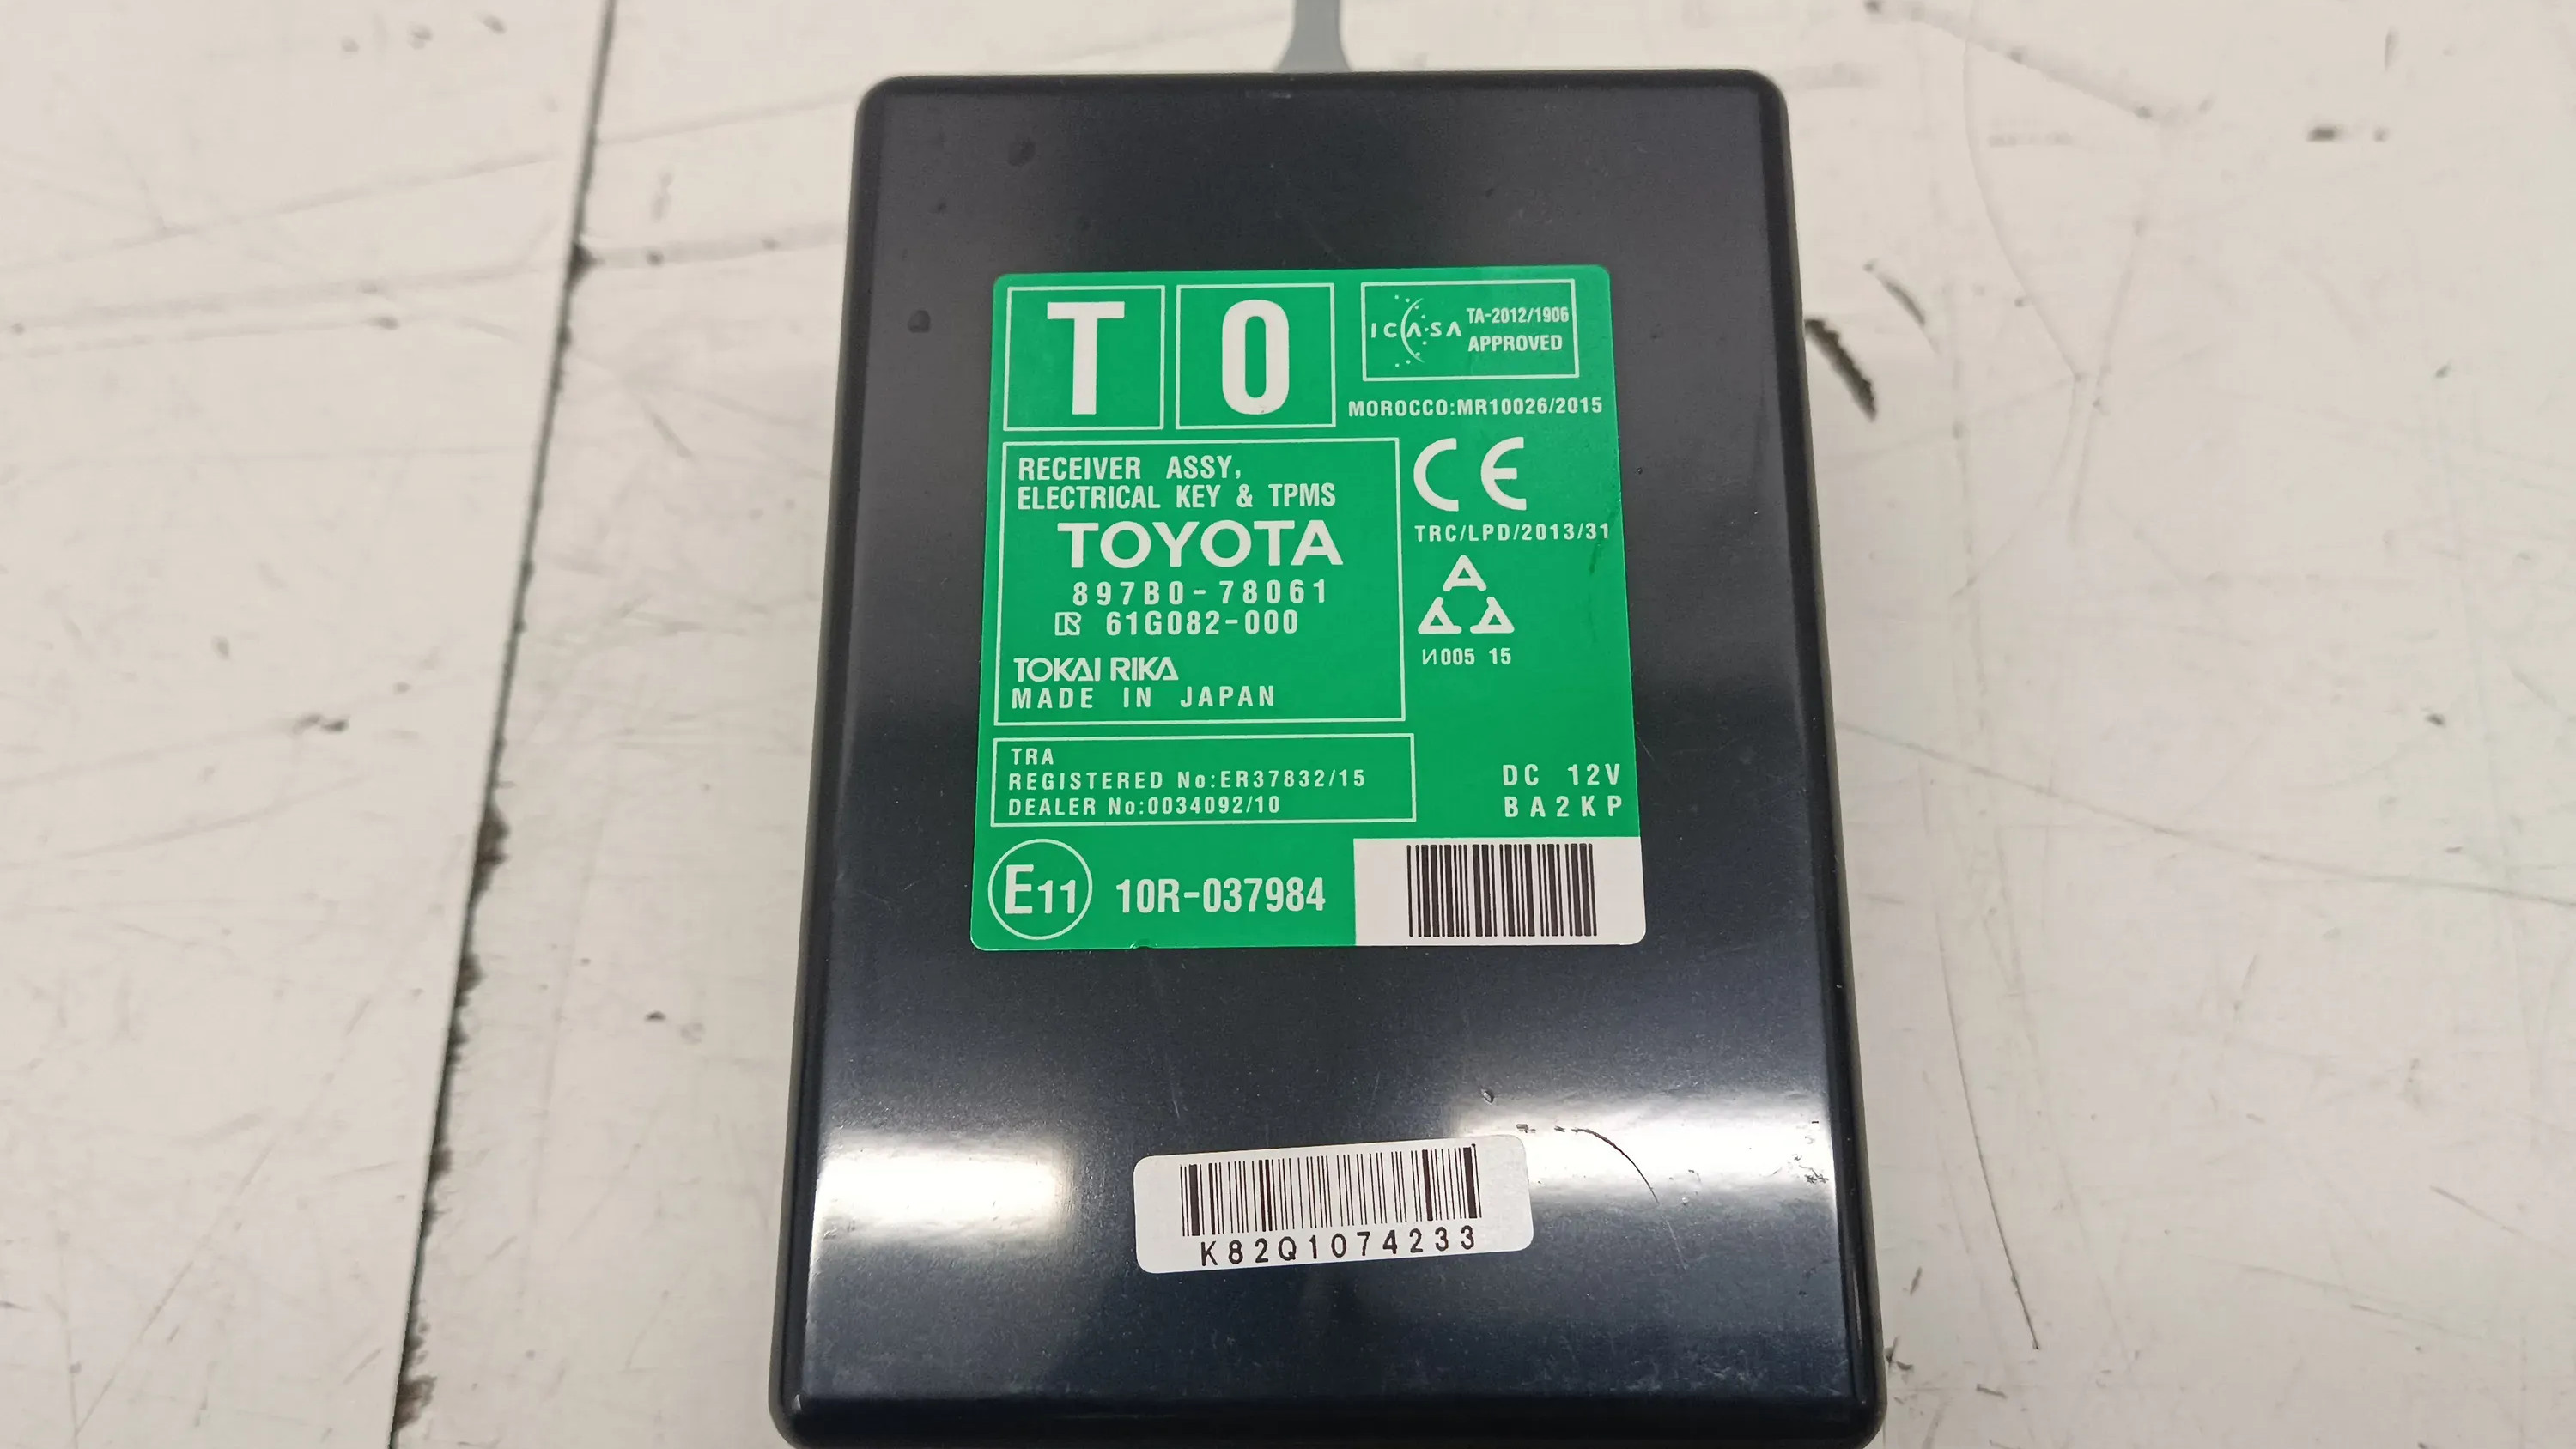 T 0
ICASA TA-2012/1906
APPROVED
MOROCCO:MR10026/2015
RECEIVER ASSY,
ELECTRICAL KEY & TPMS
TOYOTA
897B0-78061
61G082-000
TOKAI RIKA
MADE IN JAPAN
CE
TRC/LPD/2013/31
И005 15
TRA
REGISTERED No:ER37832/15
DEALER No:0034092/10
DC 12V
BA2KP
E11 10R-037984
K82Q1074233